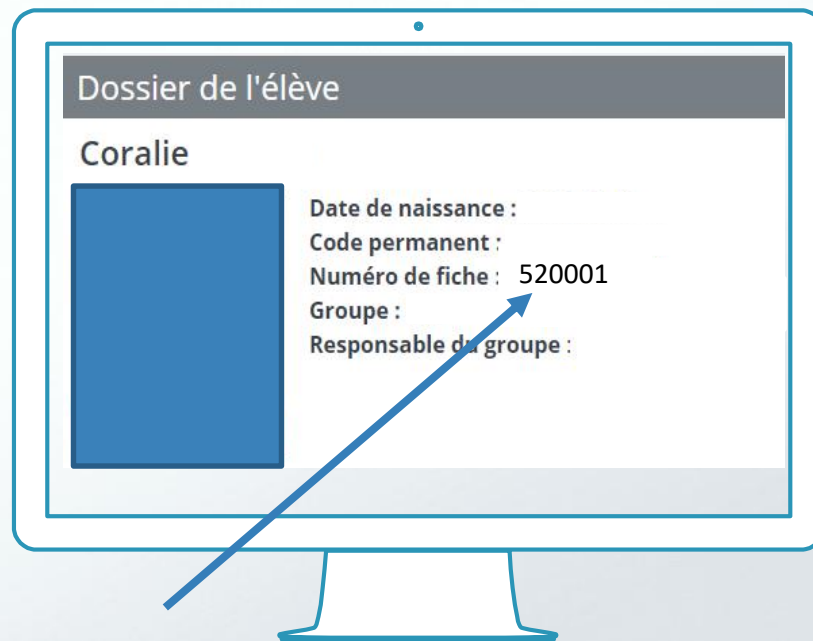 Dossier de l'élève
Coralie
Date de naissance :
Code permanent :
Numéro de fiche : 520001
Groupe :
Responsable du groupe :